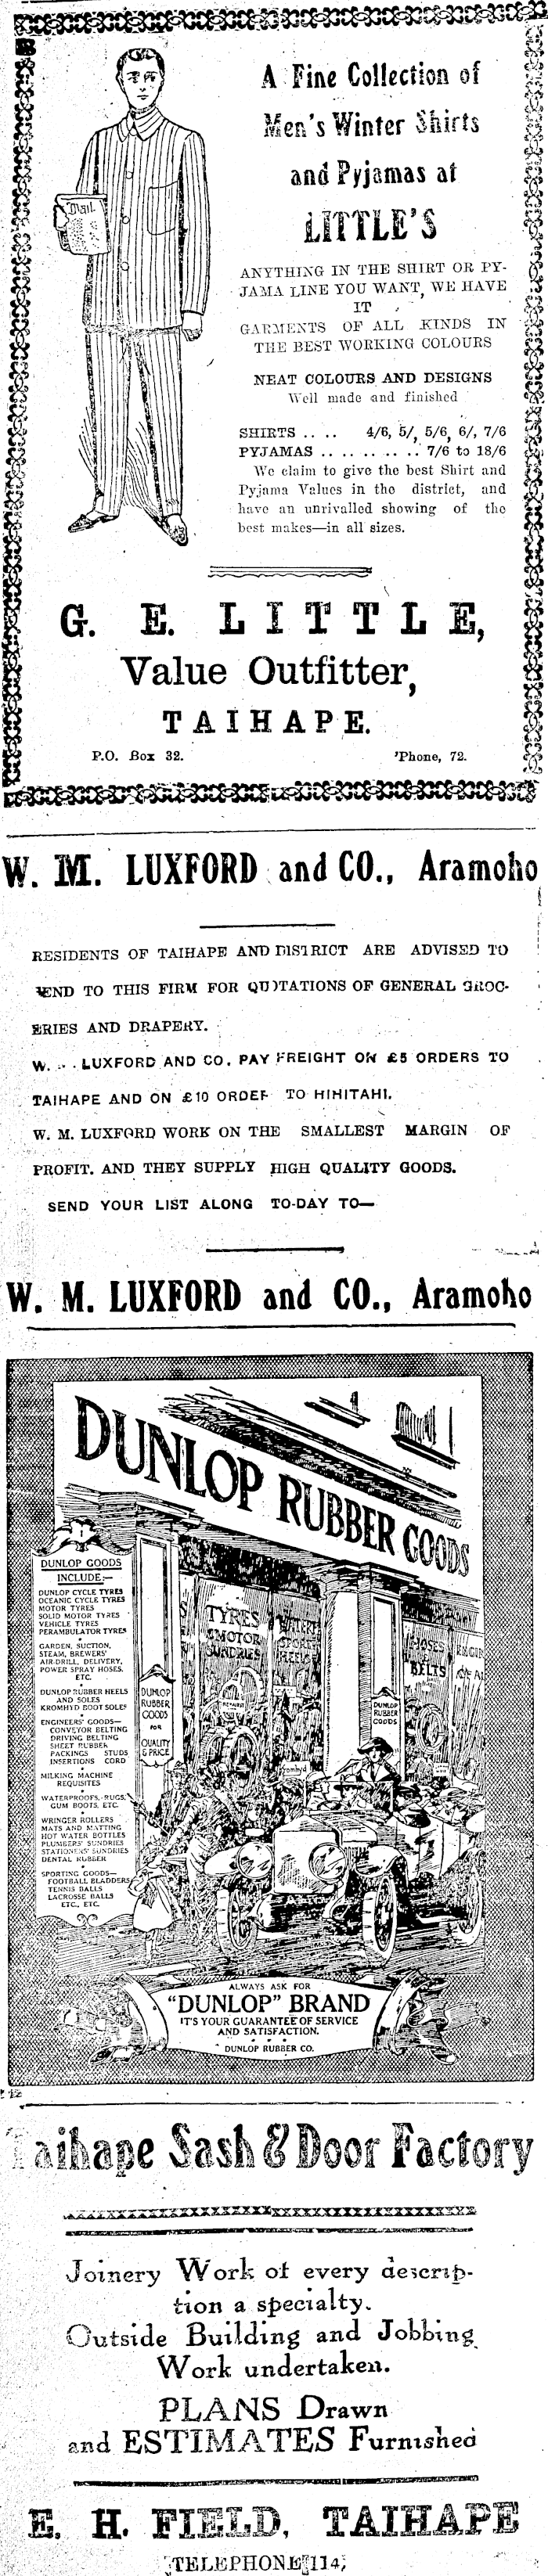 Mail
A Fine Collection of
Men's Winter Shirts
and Pyjamas at
LITTLE'S
ANYTHING IN THE SHIRT OR PY-
JAMA LINE YOU WANT, WE HAVE
IT
GARMENTS OF ALL KINDS IN
THE BEST WORKING COLOURS
NEAT COLOURS AND DESIGNS
Well made and finished
SHIRTS .. .. 4/6, 5/, 5/6, 6/, 7/6
PYJAMAS .. .. .. .. .. 7/6 to 18/6
We claim to give the best Shirt and
Pyjama Values in the district, and
have an unrivalled showing of the
best makes—in all sizes.
G. E. LITTLE,
Value Outfitter,
TAIHAPE.
P.O. Box 32. 'Phone, 72.
W. M. LUXFORD and CO., Aramoho
RESIDENTS OF TAIHAPE AND DISTRICT ARE ADVISED TO
SEND TO THIS FIRM FOR QUOTATIONS OF GENERAL GROC-
ERIES AND DRAPERY.
W. LUXFORD AND CO. PAY FREIGHT ON £5 ORDERS TO
TAIHAPE AND ON £10 ORDER TO HIHITAHI.
W. M. LUXFORD WORK ON THE SMALLEST MARGIN OF
PROFIT. AND THEY SUPPLY HIGH QUALITY GOODS.
SEND YOUR LIST ALONG TO-DAY TO—
W. M. LUXFORD and CO., Aramoho
DUNLOP RUBBER GOODS
DUNLOP GOODS
INCLUDE:—
DUNLOP CYCLE TYRES
OCEANIC CYCLE TYRES
MOTOR TYRES
SOLID MOTOR TYRES
VEHICLE TYRES
PERAMBULATOR TYRES
GARDEN, SUCTION,
STEAM, BREWERS'
AIR-DRILL, DELIVERY,
POWER SPRAY HOSES,
ETC.
DUNLOP RUBBER HEELS
AND SOLES
KROMHYD BOOT SOLES
ENGINEERS' GOODS—
CONVEYOR BELTING
DRIVING BELTING
SHEET RUBBER
PACKINGS STUDS
INSERTIONS CORD
MILKING MACHINE
REQUISITES
WATERPROOFS, RUGS,
GUM BOOTS, ETC.
WRINGER ROLLERS
MATS AND MATTING
HOT WATER BOTTLES
PLUMBERS' SUNDRIES
STATIONERS' SUNDRIES
DENTAL RUBBER
SPORTING GOODS—
FOOTBALL BLADDERS
TENNIS BALLS
LACROSSE BALLS
ETC., ETC.
DUNLOP
RUBBER
GOODS
FOR
QUALITY
& PRICE
TYRES
MOTOR
SUNDRIES
HEELS
DUNLOP
RUBBER
GOODS
HOSES
BELTS
ALWAYS ASK FOR
"DUNLOP" BRAND
IT'S YOUR GUARANTEE OF SERVICE
AND SATISFACTION.
DUNLOP RUBBER CO.
Taihape Sash & Door Factory
Joinery Work of every descrip-
tion a specialty.
Outside Building and Jobbing
Work undertaken.
PLANS Drawn
and ESTIMATES Furnished
E. H. FIELD, TAIHAPE
TELEPHONE 114,